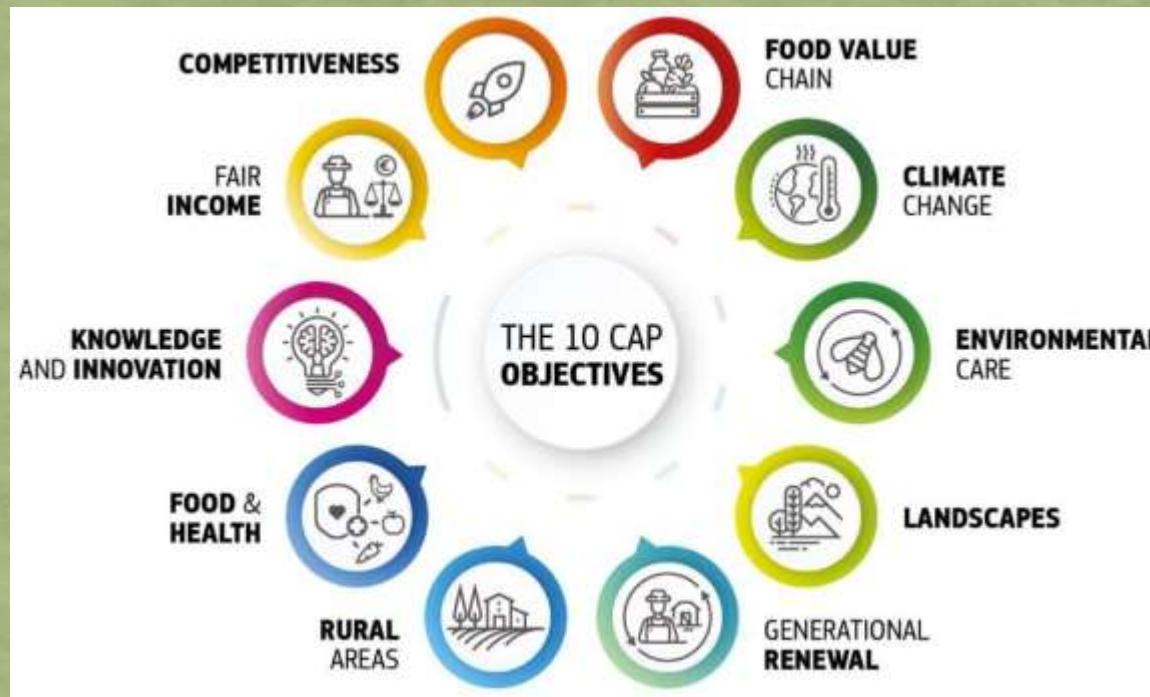 COMPETITIVENESS
FOOD VALUE
CHAIN
FAIR
INCOME
CLIMATE
CHANGE
KNOWLEDGE
AND INNOVATION
THE 10 CAP
OBJECTIVES
ENVIRONMENTAL
CARE
FOOD &
HEALTH
LANDSCAPES
RURAL
AREAS
GENERATIONAL
RENEWAL